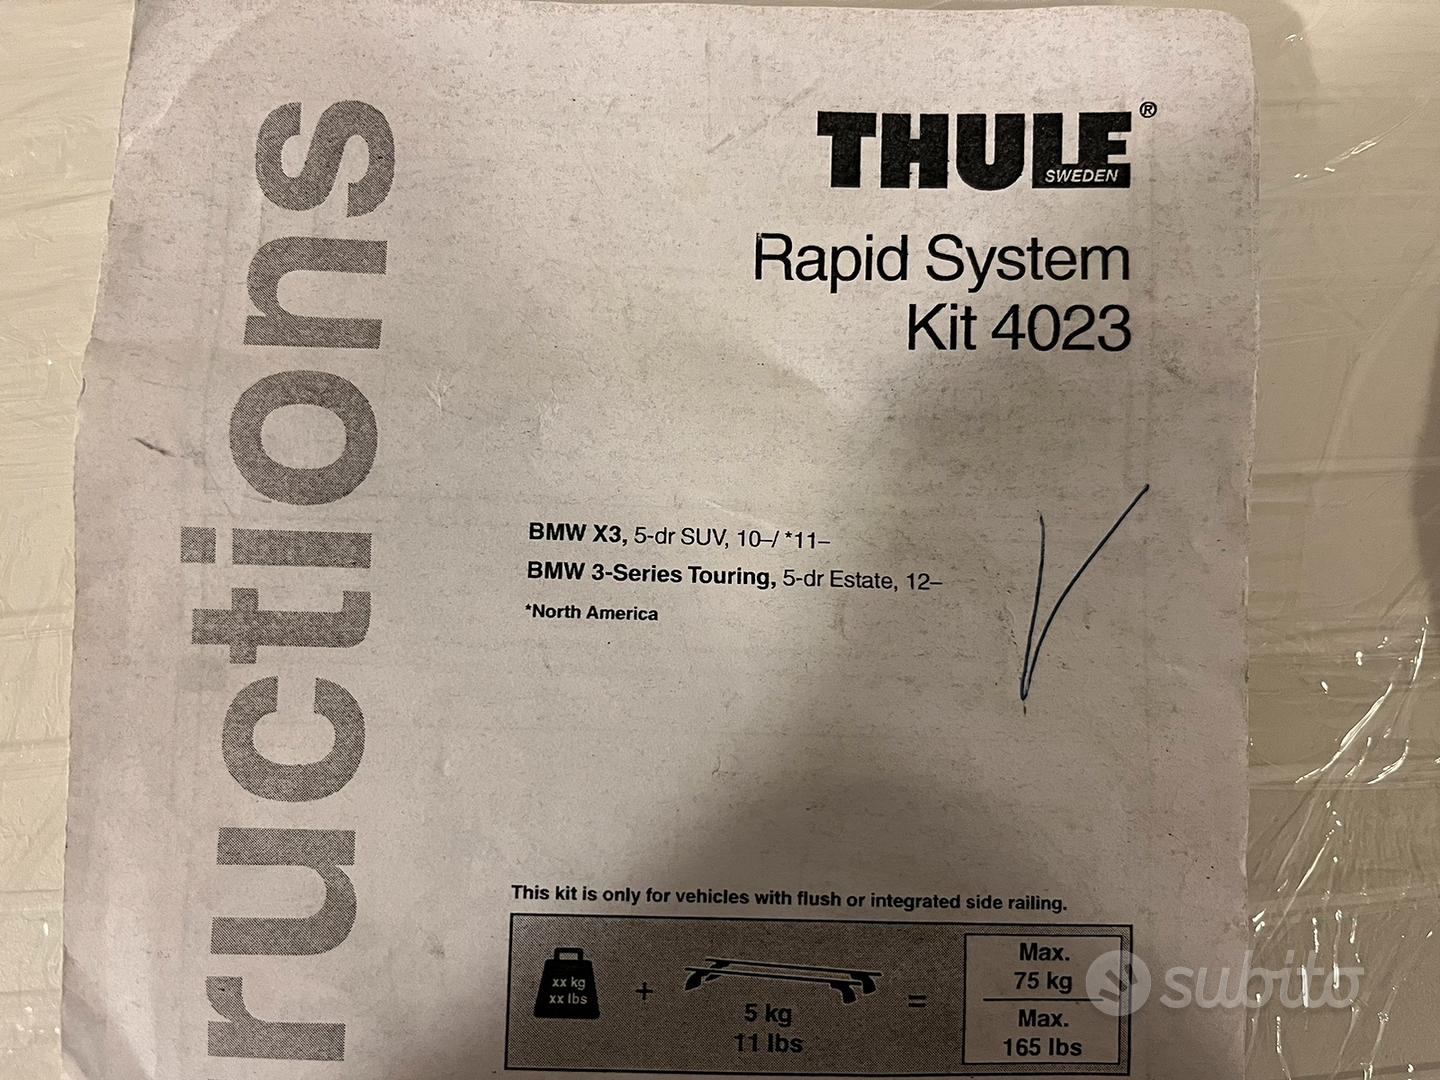 THULE®
SWEDEN
Rapid System
Kit 4023
ructions
BMW X3, 5-dr SUV, 10–/ *11–
BMW 3-Series Touring, 5-dr Estate, 12–
*North America
This kit is only for vehicles with flush or integrated side railing.
xx kg
xx lbs
+
5 kg
11 lbs
=
Max.
75 kg
Max.
165 lbs
subito